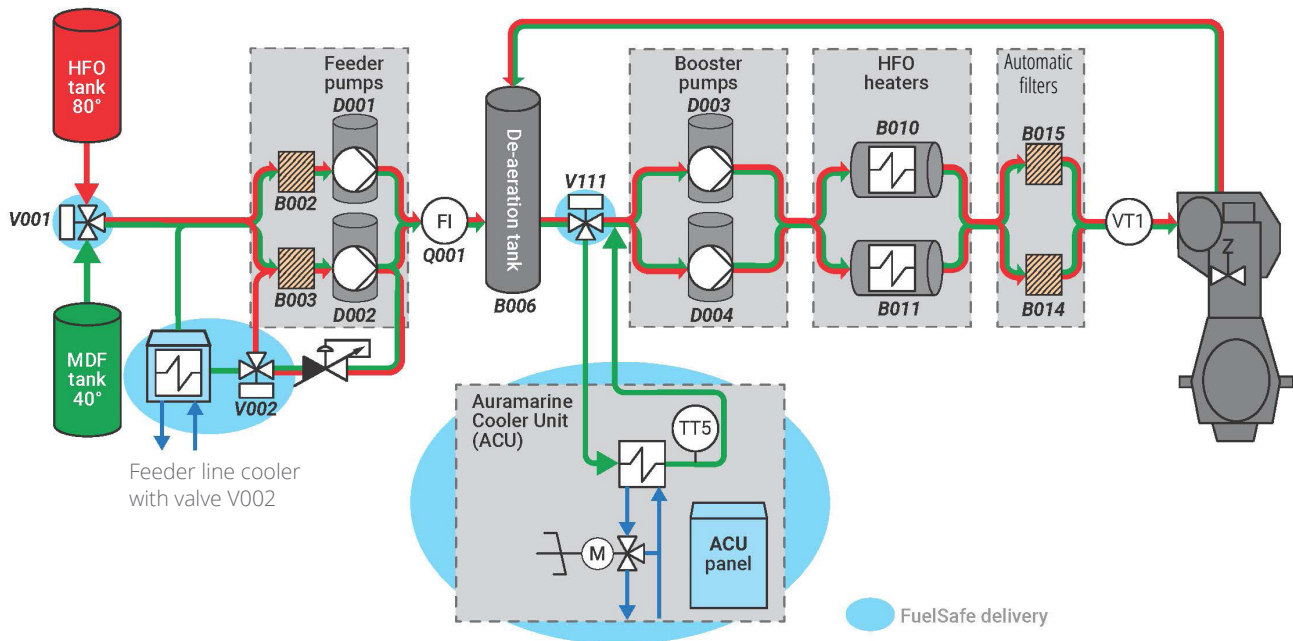 HFO
tank
80°
V001
MDF
tank
40°
Feeder line cooler
with valve V002
V002
Feeder
pumps
D001
B002
B003
D002
FI
Q001
De-aeration tank
B006
V111
Booster
pumps
D003
D004
HFO
heaters
B010
B011
Automatic
filters
B015
B014
VT1
Auramarine
Cooler Unit
(ACU)
TT5
M
ACU
panel
FuelSafe delivery